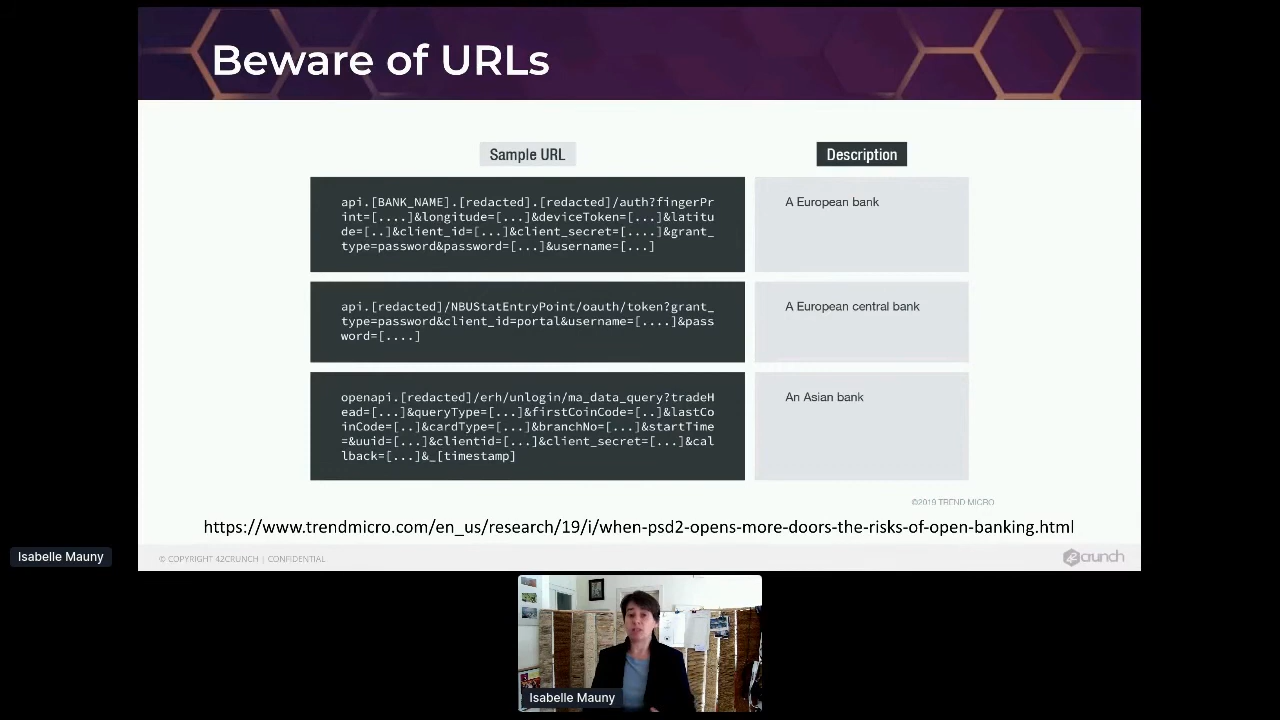 Beware of URLs
Sample URL
Description
api.[BANK_NAME].[redacted].[redacted]/auth?fingerPr
int=[....]&longitude=[...]&deviceToken=[...]&latitu
de=[..]&client_id=[...]&client_secret=[....]&grant_
type=password&password=[...]&username=[...]
A European bank
api.[redacted]/NBUStatEntryPoint/oauth/token?grant_
type=password&client_id=portal&username=[....]&pass
word=[....]
A European central bank
openapi.[redacted]/erh/unlogin/ma_data_query?tradeH
ead=[...]&queryType=[...]&firstCoinCode=[..]&lastCo
inCode=[..]&cardType=[...]&branchNo=[...]&startTime
=&uuid=[...]&clientid=[...]&client_secret=[...]&cal
lback=[...]&_[timestamp]
An Asian bank
©2019 TREND MICRO
https://www.trendmicro.com/en_us/research/19/i/when-psd2-opens-more-doors-the-risks-of-open-banking.html
Isabelle Mauny
© COPYRIGHT 42CRUNCH | CONFIDENTIAL
crunch
Isabelle Mauny